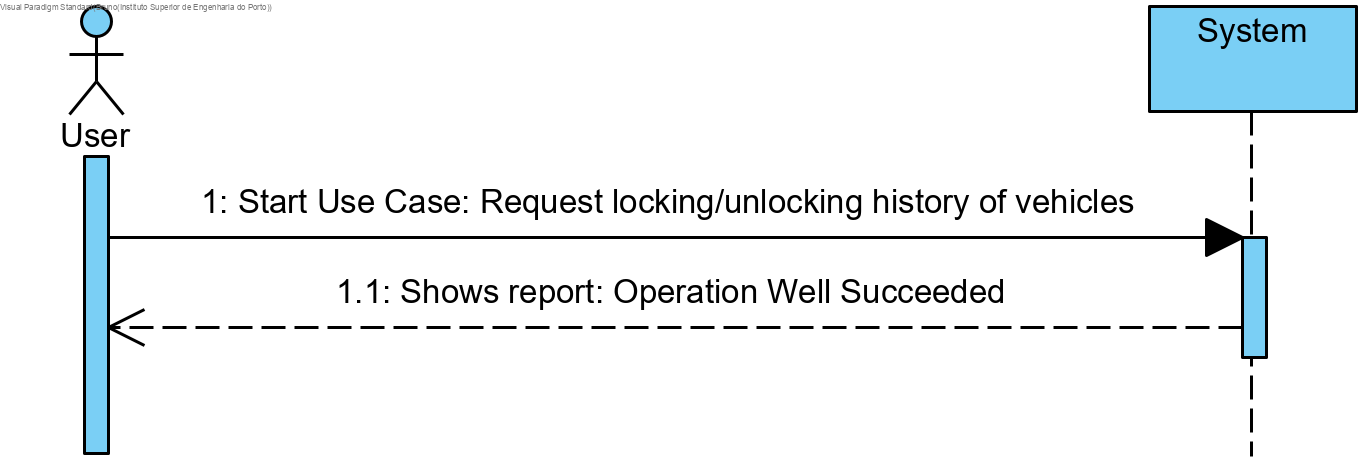 Visual Paradigm Standard(Bruno(Instituto Superior de Engenharia do Porto))
System
User
1: Start Use Case: Request locking/unlocking history of vehicles
1.1: Shows report: Operation Well Succeeded